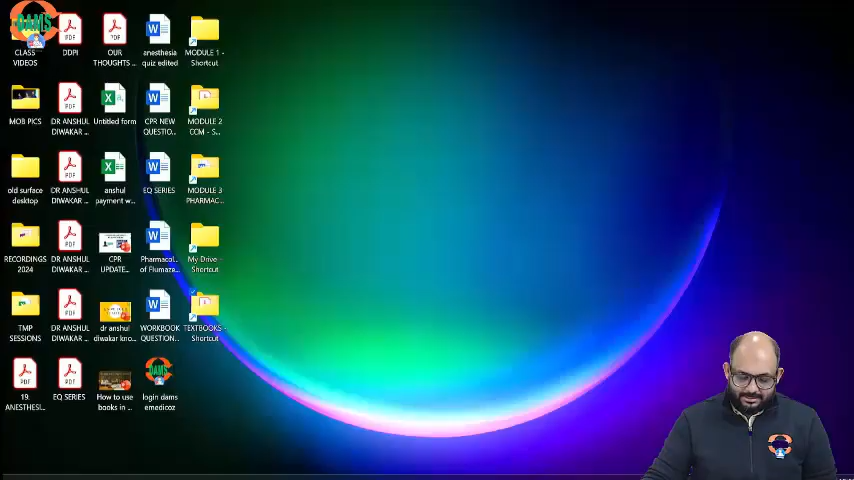 DAMS
CLASS
VIDEOS
DDPI
OUR
THOUGHTS ...
anesthesia
quiz edited
MODULE 1 -
Shortcut
MOB PICS
DR ANSHUL
DIWAKAR ...
Untitled form
CPR NEW
QUESTIO...
MODULE 2
COM - S...
old surface
desktop
DR ANSHUL
DIWAKAR ...
anshul
payment w...
EQ SERIES
MODULE 3
PHARMAC...
RECORDINGS
2024
DR ANSHUL
DIWAKAR ...
CPR
UPDATE...
Pharmacol...
of Flumaze...
My Drive -
Shortcut
TMP
SESSIONS
DR ANSHUL
DIWAKAR ...
dr anshul
diwakar kno...
WORKBOOK
QUESTION...
TEXTBOOKS -
Shortcut
19.
ANESTHESI...
EQ SERIES
How to use
books in ...
login dams
emedicoz